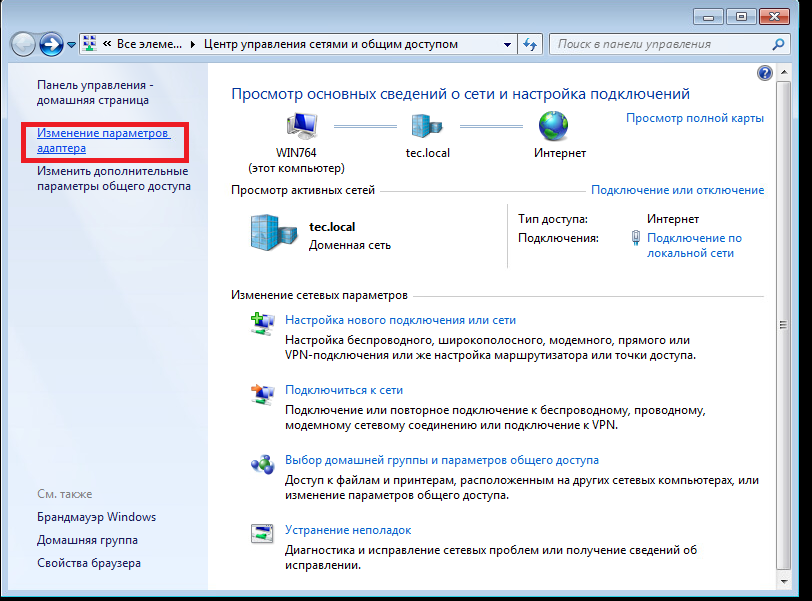 « Все элеме... ▸ Центр управления сетями и общим доступом
Поиск в панели управления
Панель управления -
домашняя страница
Изменение параметров
адаптера
Изменить дополнительные
параметры общего доступа
См. также
Брандмауэр Windows
Домашняя группа
Свойства браузера
Просмотр основных сведений о сети и настройка подключений
Просмотр полной карты
WIN764
(этот компьютер)
tec.local
Интернет
Просмотр активных сетей
Подключение или отключение
tec.local
Доменная сеть
Тип доступа: Интернет
Подключения: Подключение по
локальной сети
Изменение сетевых параметров
Настройка нового подключения или сети
Настройка беспроводного, широкополосного, модемного, прямого или
VPN-подключения или же настройка маршрутизатора или точки доступа.
Подключиться к сети
Подключение или повторное подключение к беспроводному, проводному,
модемному сетевому соединению или подключение к VPN.
Выбор домашней группы и параметров общего доступа
Доступ к файлам и принтерам, расположенным на других сетевых компьютерах, или
изменение параметров общего доступа.
Устранение неполадок
Диагностика и исправление сетевых проблем или получение сведений об
исправлении.